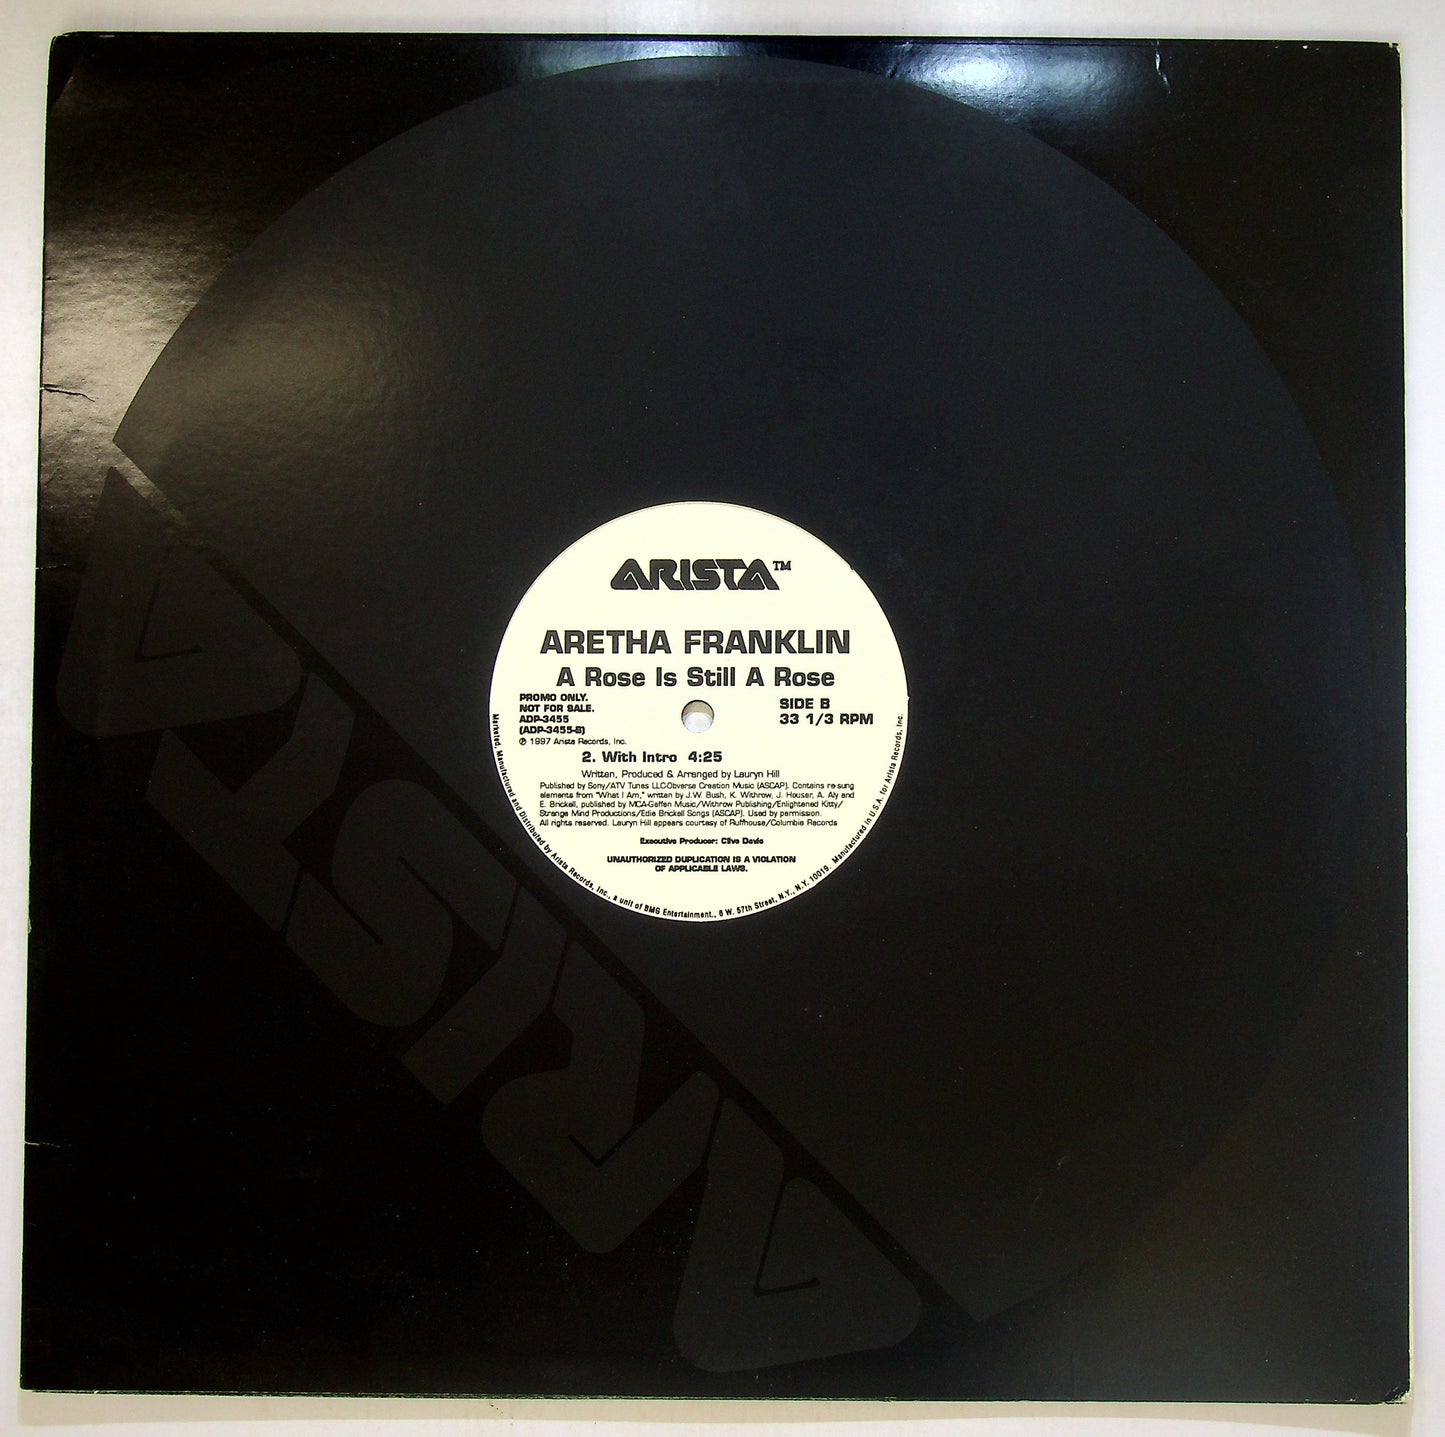 ARISTA™
ARETHA FRANKLIN
A Rose Is Still A Rose
PROMO ONLY.
NOT FOR SALE.
ADP-3455
(ADP-3455-B)
℗ 1997 Arista Records, Inc.
SIDE B
33 1/3 RPM
2. With Intro 4:25
Written, Produced & Arranged by Lauryn Hill
Published by Sony/ATV Tunes LLC-Obverse Creation Music (ASCAP). Contains re-sung
elements from "What I Am," written by J.W. Bush, K. Withrow, J. Houser, A. Aly and
E. Brickell, published by MCA-Geffen Music/Withrow Publishing/Enlightened Kitty/
Strange Mind Productions/Edie Brickell Songs (ASCAP). Used by permission.
All rights reserved. Lauryn Hill appears courtesy of Ruffhouse/Columbia Records
Executive Producer: Clive Davis
UNAUTHORIZED DUPLICATION IS A VIOLATION
OF APPLICABLE LAWS.
Marketed, Manufactured and Distributed by Arista Records, Inc., a unit of BMG Entertainment., 6 W. 57th Street, N.Y., N.Y. 10019. Manufactured in U.S.A. for Arista Records, Inc.
ARISTA